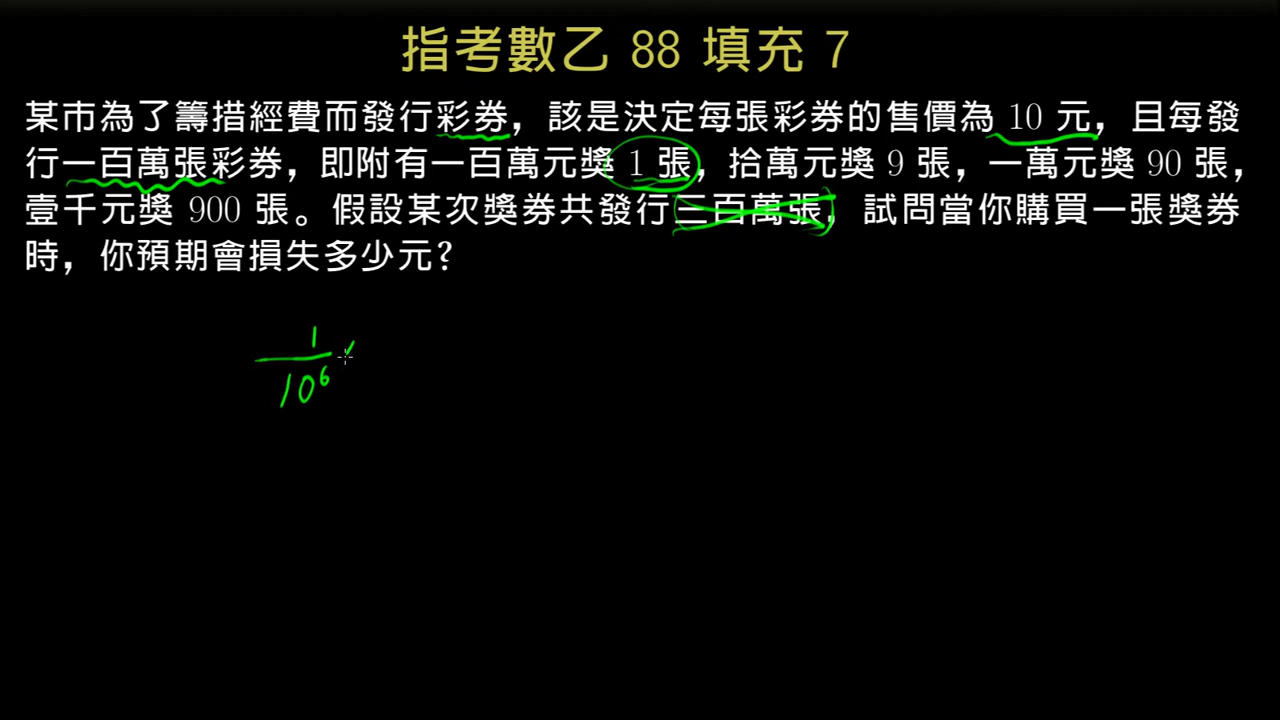 指考數乙 88 填充 7
某市為了籌措經費而發行彩券，該是決定每張彩券的售價為 10 元，且每發
行一百萬張彩券，即附有一百萬元獎 1 張，拾萬元獎 9 張，一萬元獎 90 張，
壹千元獎 900 張。假設某次獎券共發行三百萬張，試問當你購買一張獎券
時，你預期會損失多少元？
1
10⁶